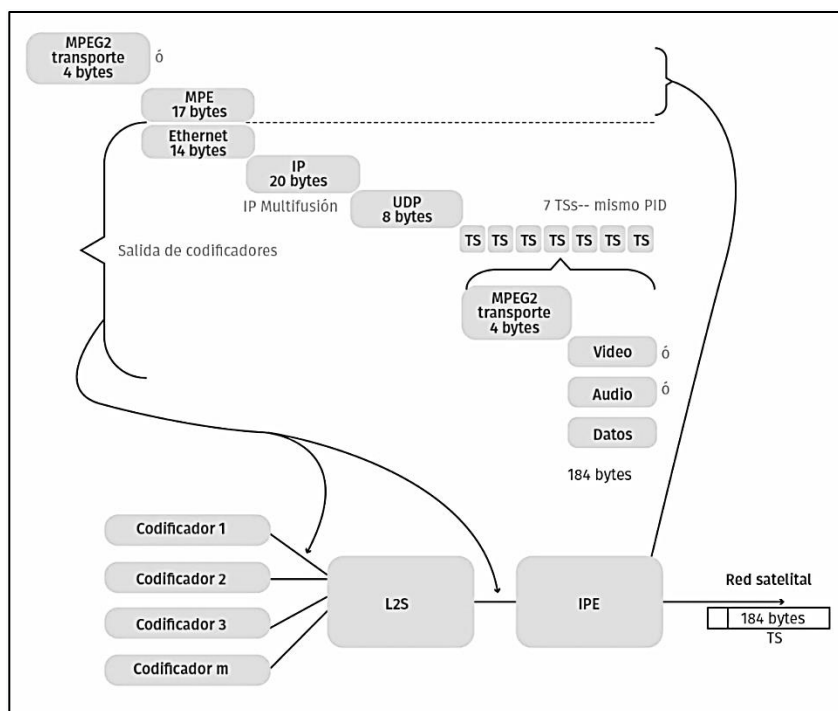 MPEG2
transporte
4 bytes
ó
MPE
17 bytes
Ethernet
14 bytes
IP
20 bytes
IP Multifusión
UDP
8 bytes
7 TSs-- mismo PID
TS TS TS TS TS TS TS
Salida de codificadores
MPEG2
transporte
4 bytes
Video
ó
Audio
ó
Datos
184 bytes
Codificador 1
Codificador 2
Codificador 3
Codificador m
L2S
IPE
Red satelital
184 bytes
TS